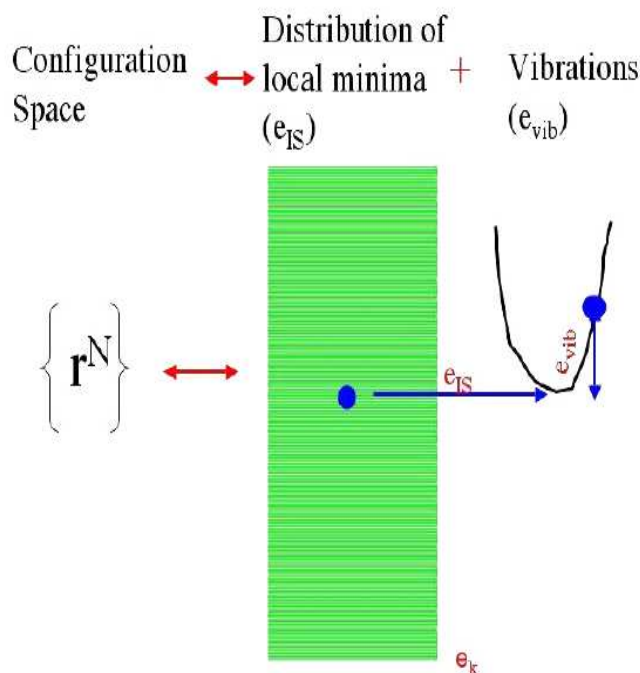 Configuration
Space
Distribution of
local minima
(e_IS)
+
Vibrations
(e_vib)
{r^N}
e_IS
e_vib
e_k